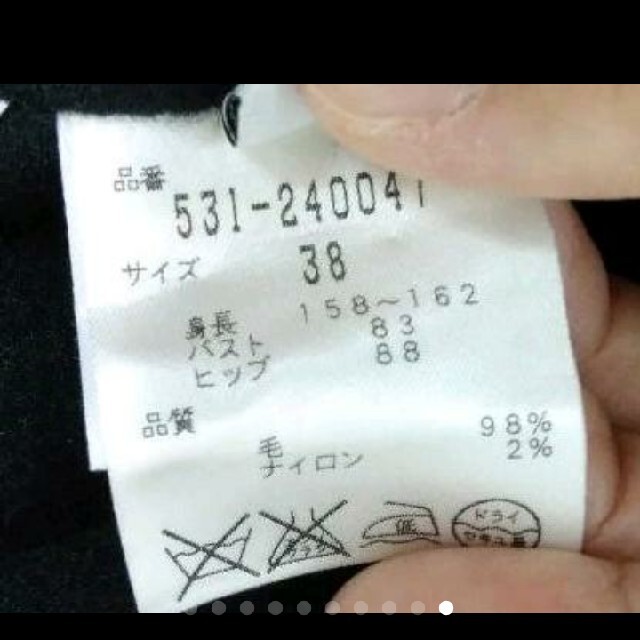 品番
531-240041
サイズ 38
身長 158〜162
バスト 83
ヒップ 88
品質
毛 98%
ナイロン 2%
低
ドライ